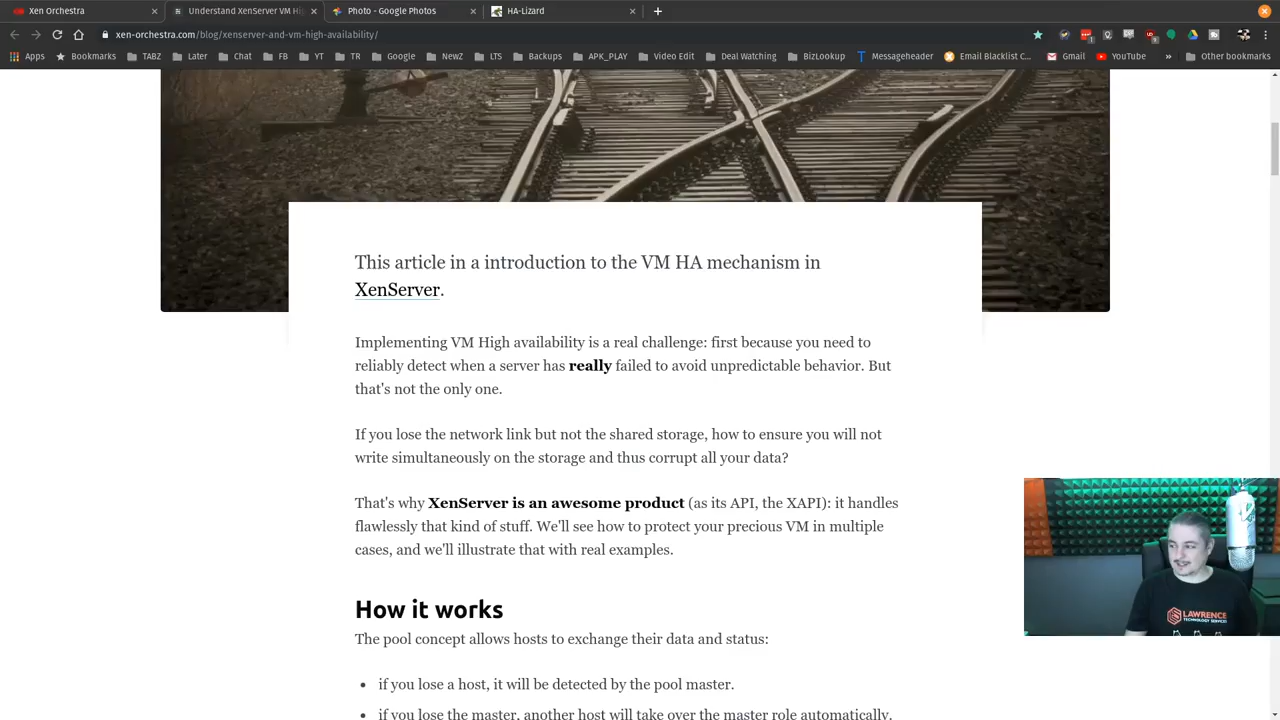 Xen Orchestra
Understand XenServer VM Hi
Photo - Google Photos
HA-Lizard
xen-orchestra.com/blog/xenserver-and-vm-high-availability/
Apps
Bookmarks
TABZ
Later
Chat
FB
YT
TR
Google
NewZ
LTS
Backups
APK_PLAY
Video Edit
Deal Watching
BizLookup
Messageheader
Email Blacklist C...
Gmail
YouTube
»
Other bookmarks
This article in a introduction to the VM HA mechanism in
XenServer.
Implementing VM High availability is a real challenge: first because you need to
reliably detect when a server has really failed to avoid unpredictable behavior. But
that's not the only one.
If you lose the network link but not the shared storage, how to ensure you will not
write simultaneously on the storage and thus corrupt all your data?
That's why XenServer is an awesome product (as its API, the XAPI): it handles
flawlessly that kind of stuff. We'll see how to protect your precious VM in multiple
cases, and we'll illustrate that with real examples.
LAWRENCE
TECHNOLOGY SERVICES
How it works
The pool concept allows hosts to exchange their data and status:
• if you lose a host, it will be detected by the pool master.
• if you lose the master, another host will take over the master role automatically.